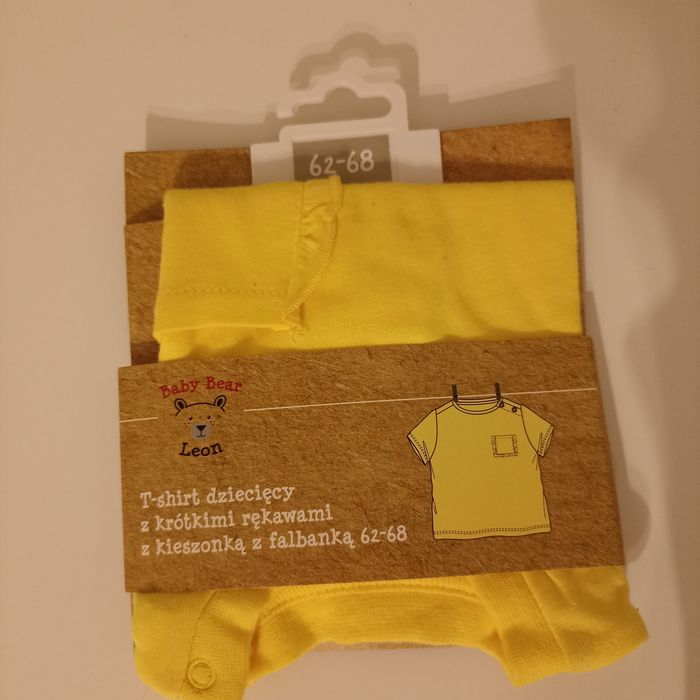 62-68
Baby Bear
Leon
T-shirt dziecięcy
z krótkimi rękawami
z kieszonką z falbanką 62-68